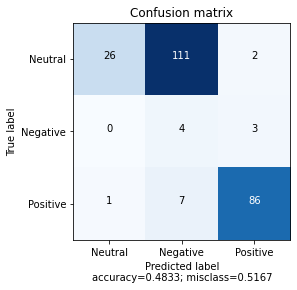 Confusion matrix
Neutral 26 111 2
Negative 0 4 3
Positive 1 7 86
True label
Neutral Negative Positive
Predicted label
accuracy=0.4833; misclass=0.5167